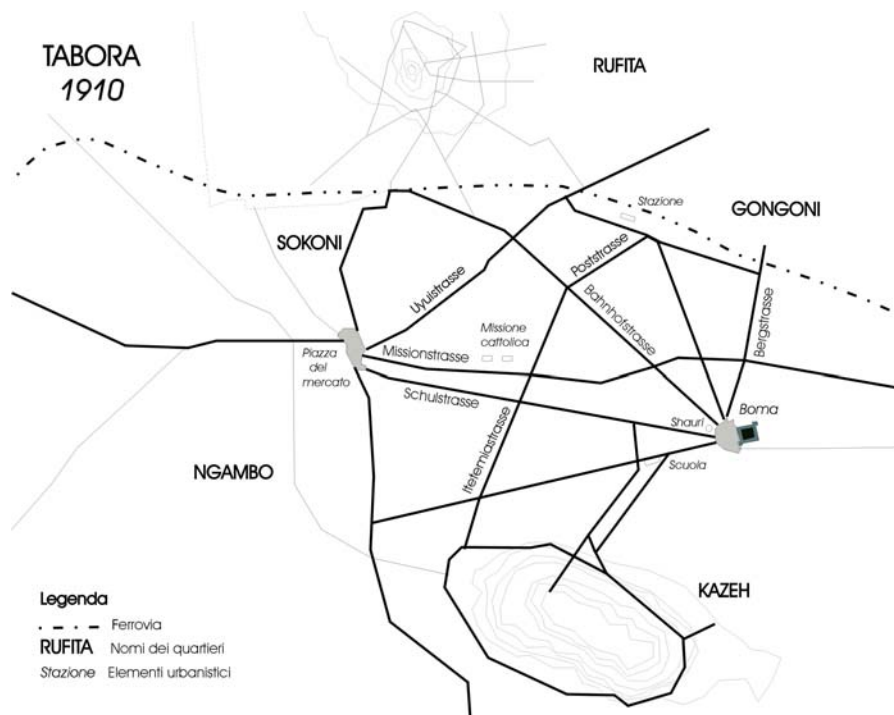 TABORA
1910
RUFITA
Stazione
GONGONI
SOKONI
Poststrasse
Uyuistrasse
Bahnhofstrasse
Bergstrasse
Missione
cattolica
Missionstrasse
Piazza
del
mercato
Schulstrasse
Boma
Shauri
Itetemiastrasse
Scuola
NGAMBO
KAZEH
Legenda
Ferrovia
RUFITA Nomi dei quartieri
Stazione Elementi urbanistici